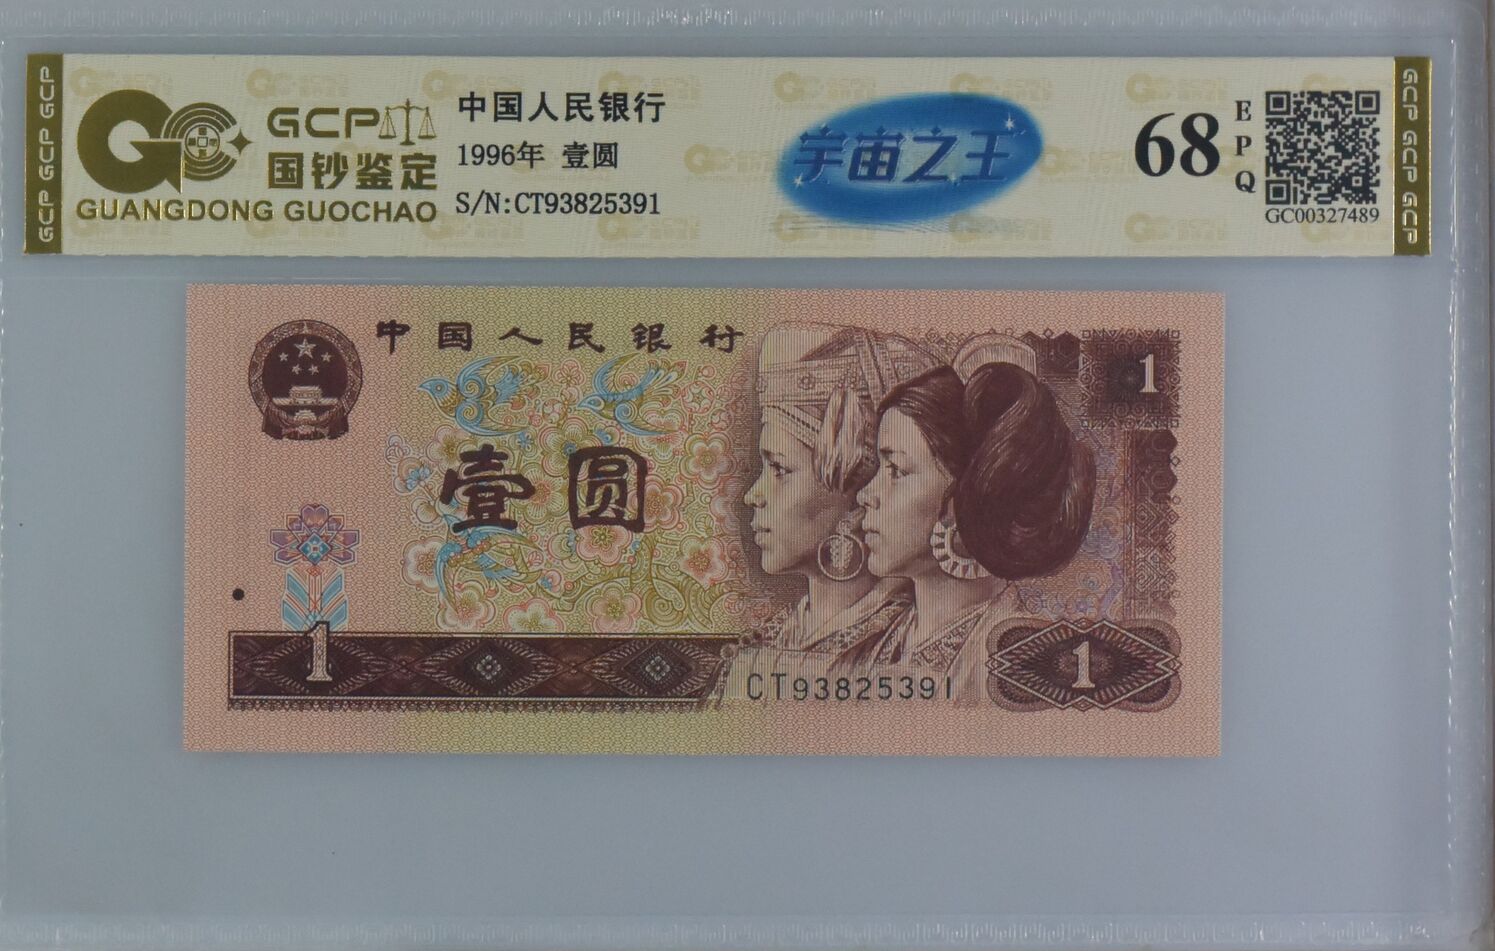 GCP GCP GCP
GCP
国钞鉴定
GUANGDONG GUOCHAO
中国人民银行
1996年 壹圆
S/N:CT93825391
宇宙之王
68
EPQ
GC00327489
GCP GCP GCP
中国人民银行
1
壹圆
1
CT93825391
1